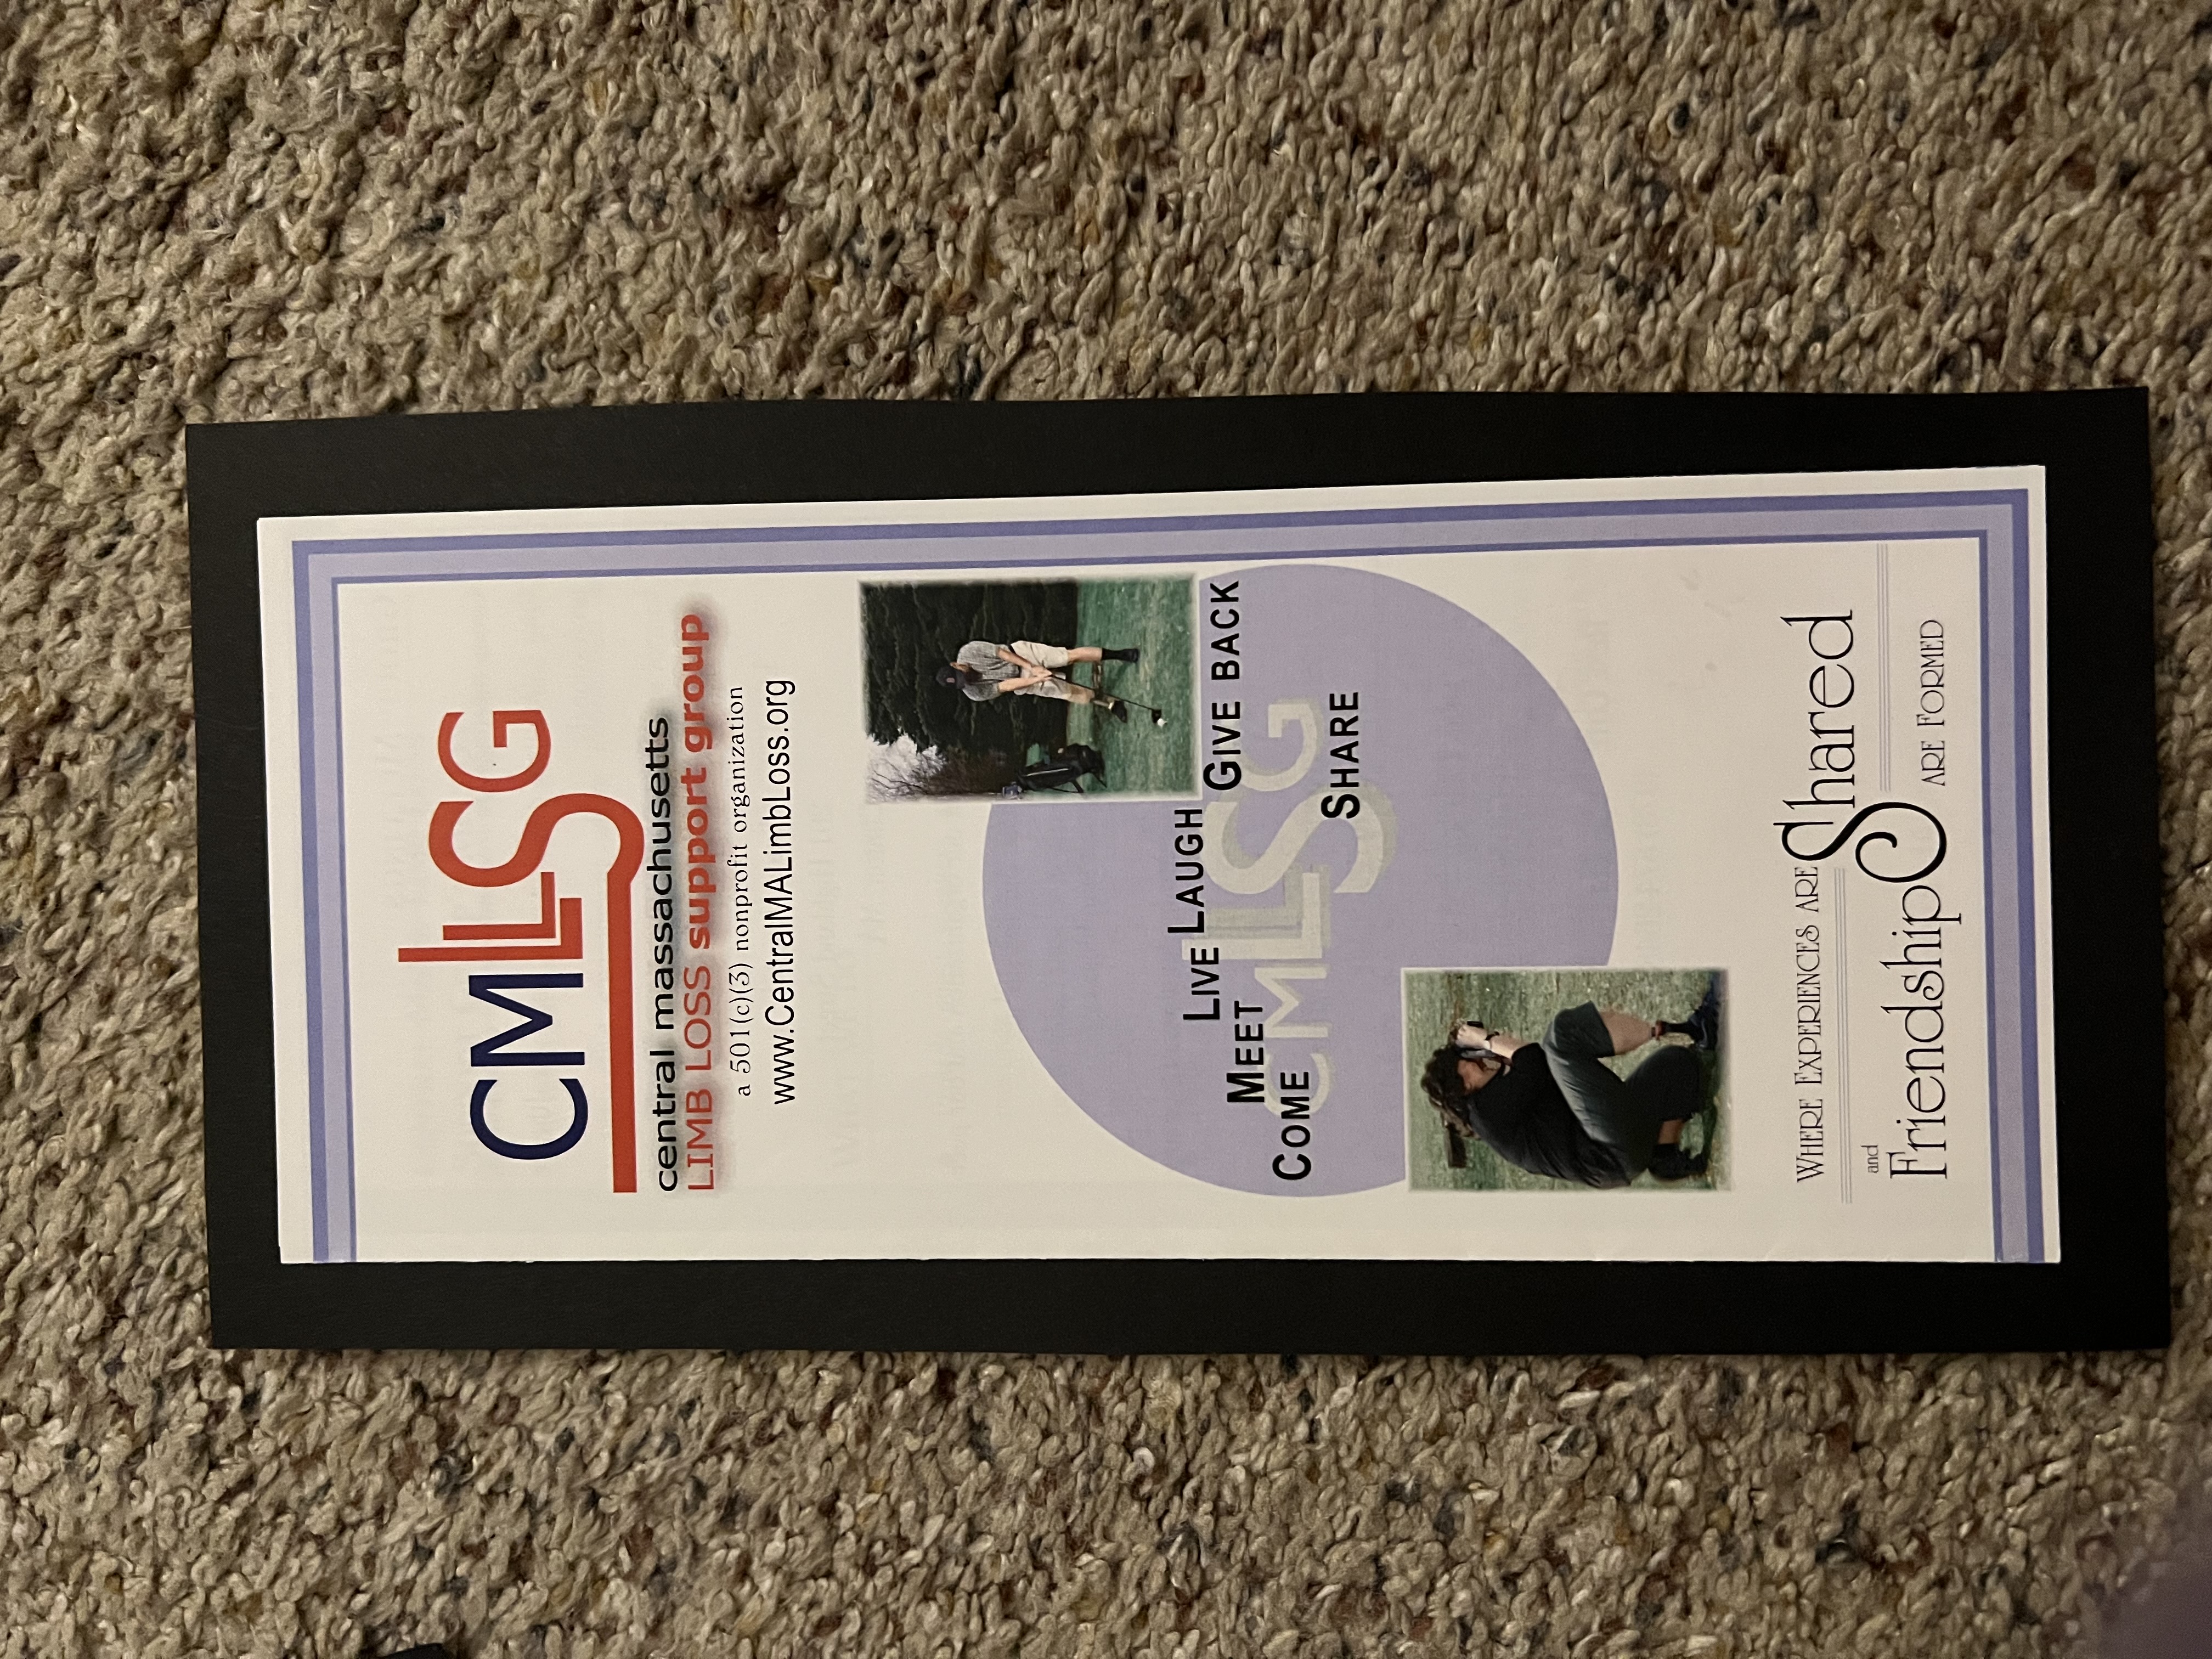 CMLLSG
central massachusetts
LIMB LOSS support group
a 501(c)(3) nonprofit organization
www.CentralMALimbLoss.org
LIVE LAUGH
GIVE BACK
MEET
COME
CMLLSG
SHARE
WHERE EXPERIENCES ARE Shared
and
FriendshipS ARE FORMED